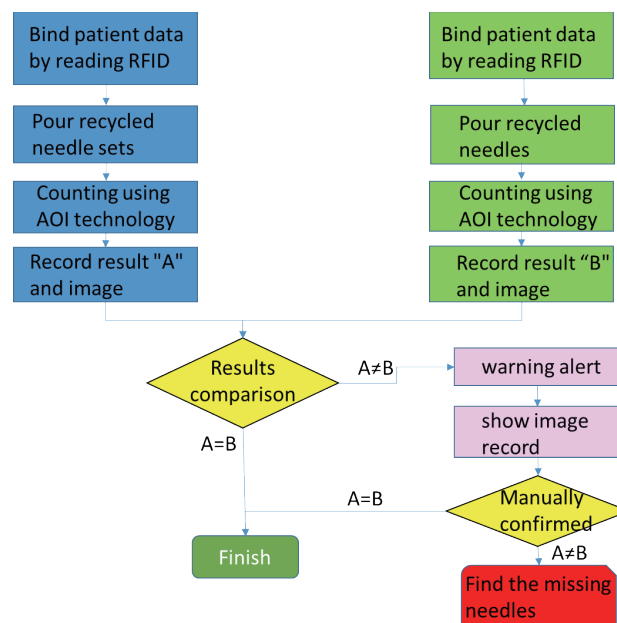 Bind patient data
by reading RFID
Pour recycled
needle sets
Counting using
AOI technology
Record result "A"
and image
Bind patient data
by reading RFID
Pour recycled
needles
Counting using
AOI technology
Record result “B"
and image
Results
comparison
A≠B
warning alert
show image
record
A=B
A=B
Manually
confirmed
A≠B
Finish
Find the missing
needles